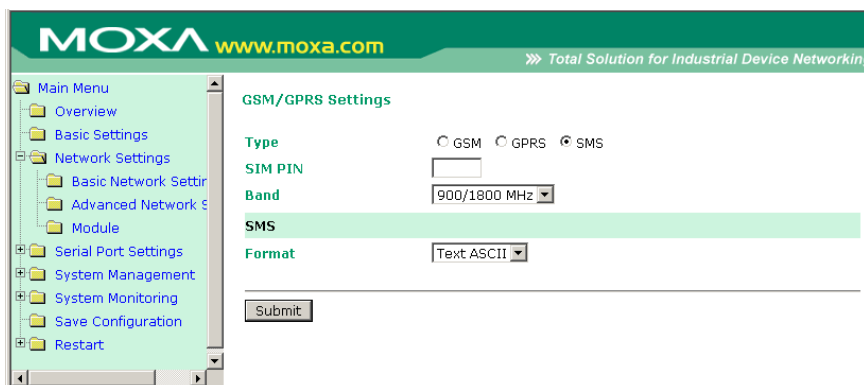 MOXA www.moxa.com
Total Solution for Industrial Device Networking
Main Menu
Overview
Basic Settings
Network Settings
Basic Network Settin
Advanced Network S
Module
Serial Port Settings
System Management
System Monitoring
Save Configuration
Restart
GSM/GPRS Settings
Type GSM GPRS SMS
SIM PIN
Band 900/1800 MHz
SMS
Format Text ASCII
Submit